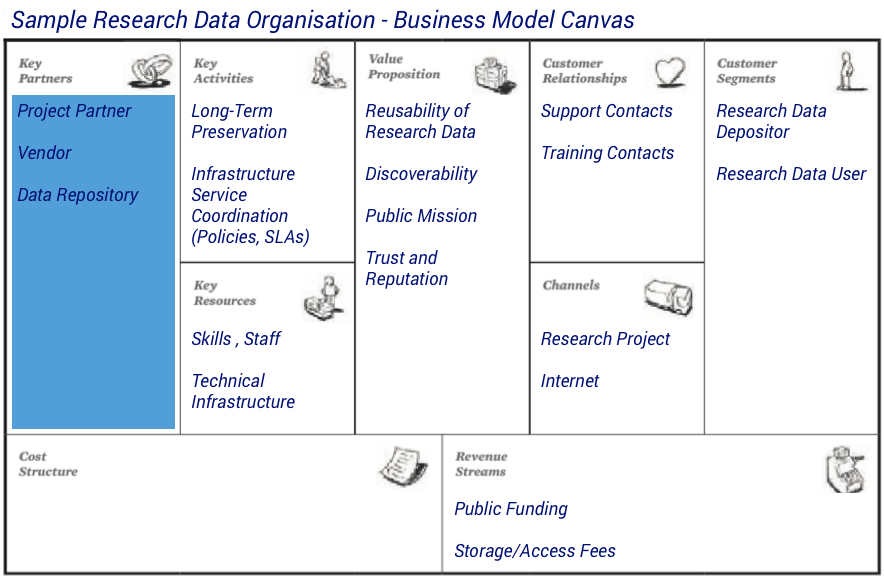 Sample Research Data Organisation - Business Model Canvas
Key
Partners
Project Partner
Vendor
Data Repository
Key
Activities
Long-Term
Preservation
Infrastructure
Service
Coordination
(Policies, SLAs)
Key
Resources
Skills , Staff
Technical
Infrastructure
Value
Proposition
Reusability of
Research Data
Discoverability
Public Mission
Trust and
Reputation
Customer
Relationships
Support Contacts
Training Contacts
Channels
Research Project
Internet
Customer
Segments
Research Data
Depositor
Research Data User
Cost
Structure
Revenue
Streams
Public Funding
Storage/Access Fees